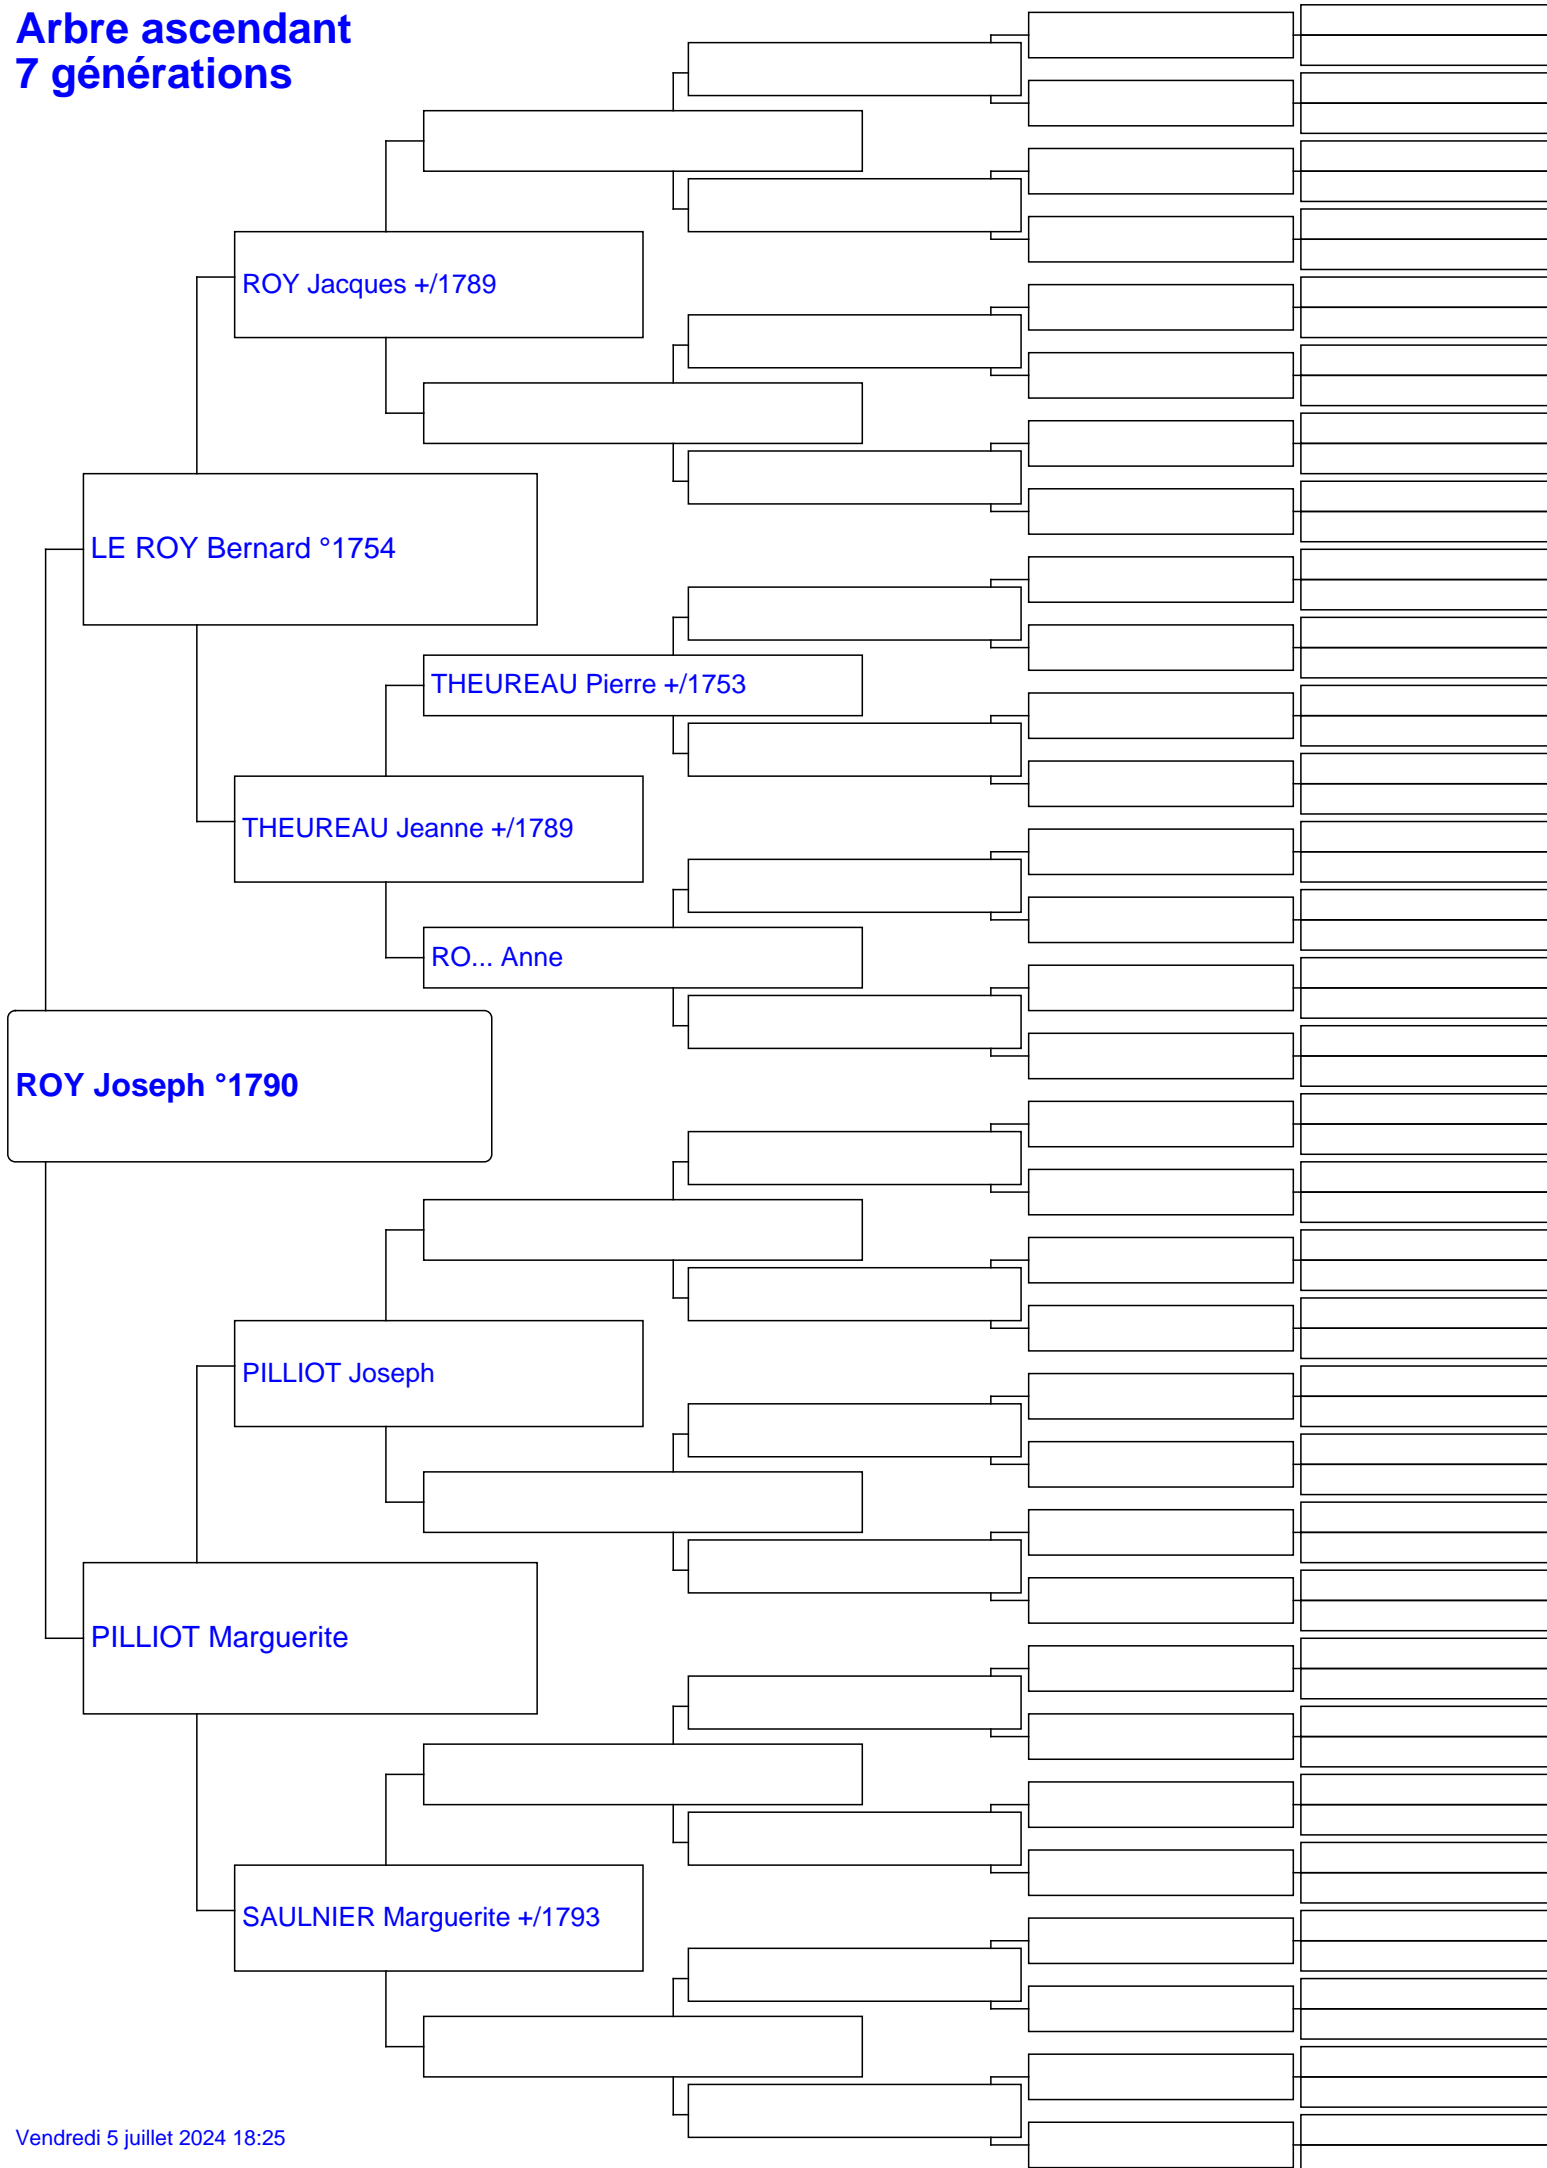 Arbre ascendant
7 générations
ROY Jacques +/1789
LE ROY Bernard °1754
THEUREAU Pierre +/1753
THEUREAU Jeanne +/1789
RO... Anne
ROY Joseph °1790
PILLIOT Joseph
PILLIOT Marguerite
SAULNIER Marguerite +/1793
Vendredi 5 juillet 2024 18:25